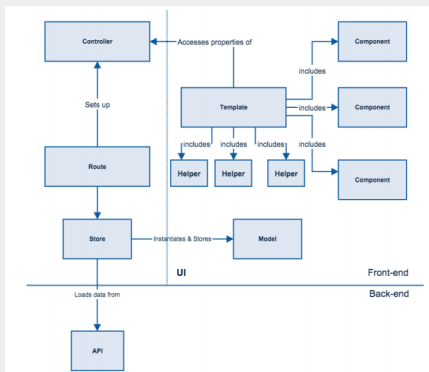 Controller
Accesses properties of
Component
includes
Sets up
Template
includes
Component
includes
includes
includes
includes
Route
Helper
Helper
Helper
Component
Store
Instantiates & Stores
Model
UI
Front-end
Back-end
Loads data from
API